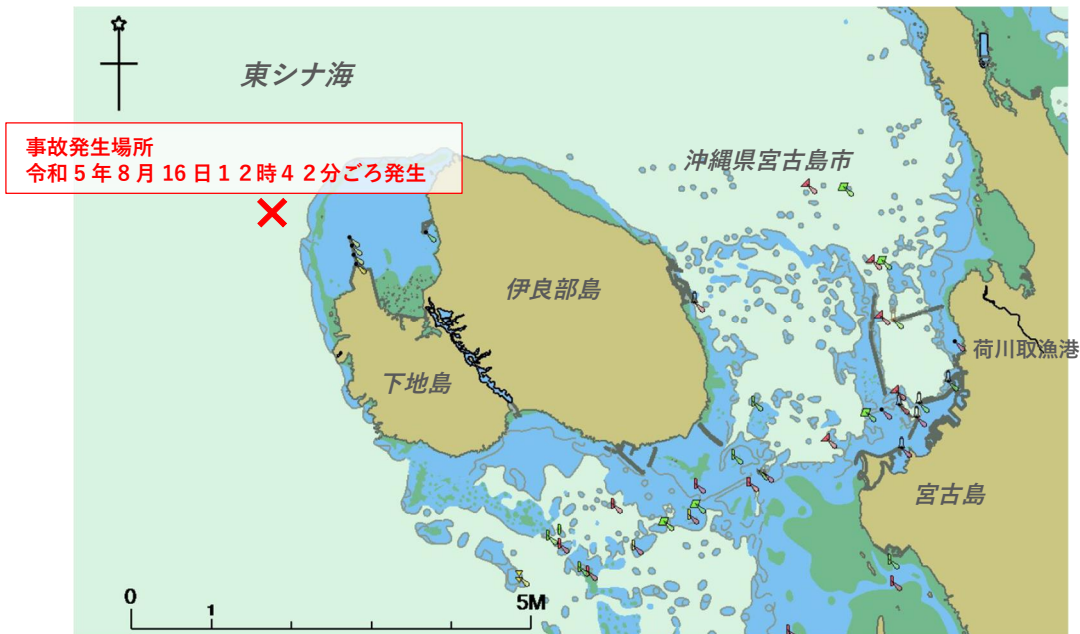 東シナ海
事故発生場所
令和5年8月16日12時42分ごろ発生
沖縄県宮古島市
伊良部島
荷川取漁港
下地島
宮古島
0
1
5M